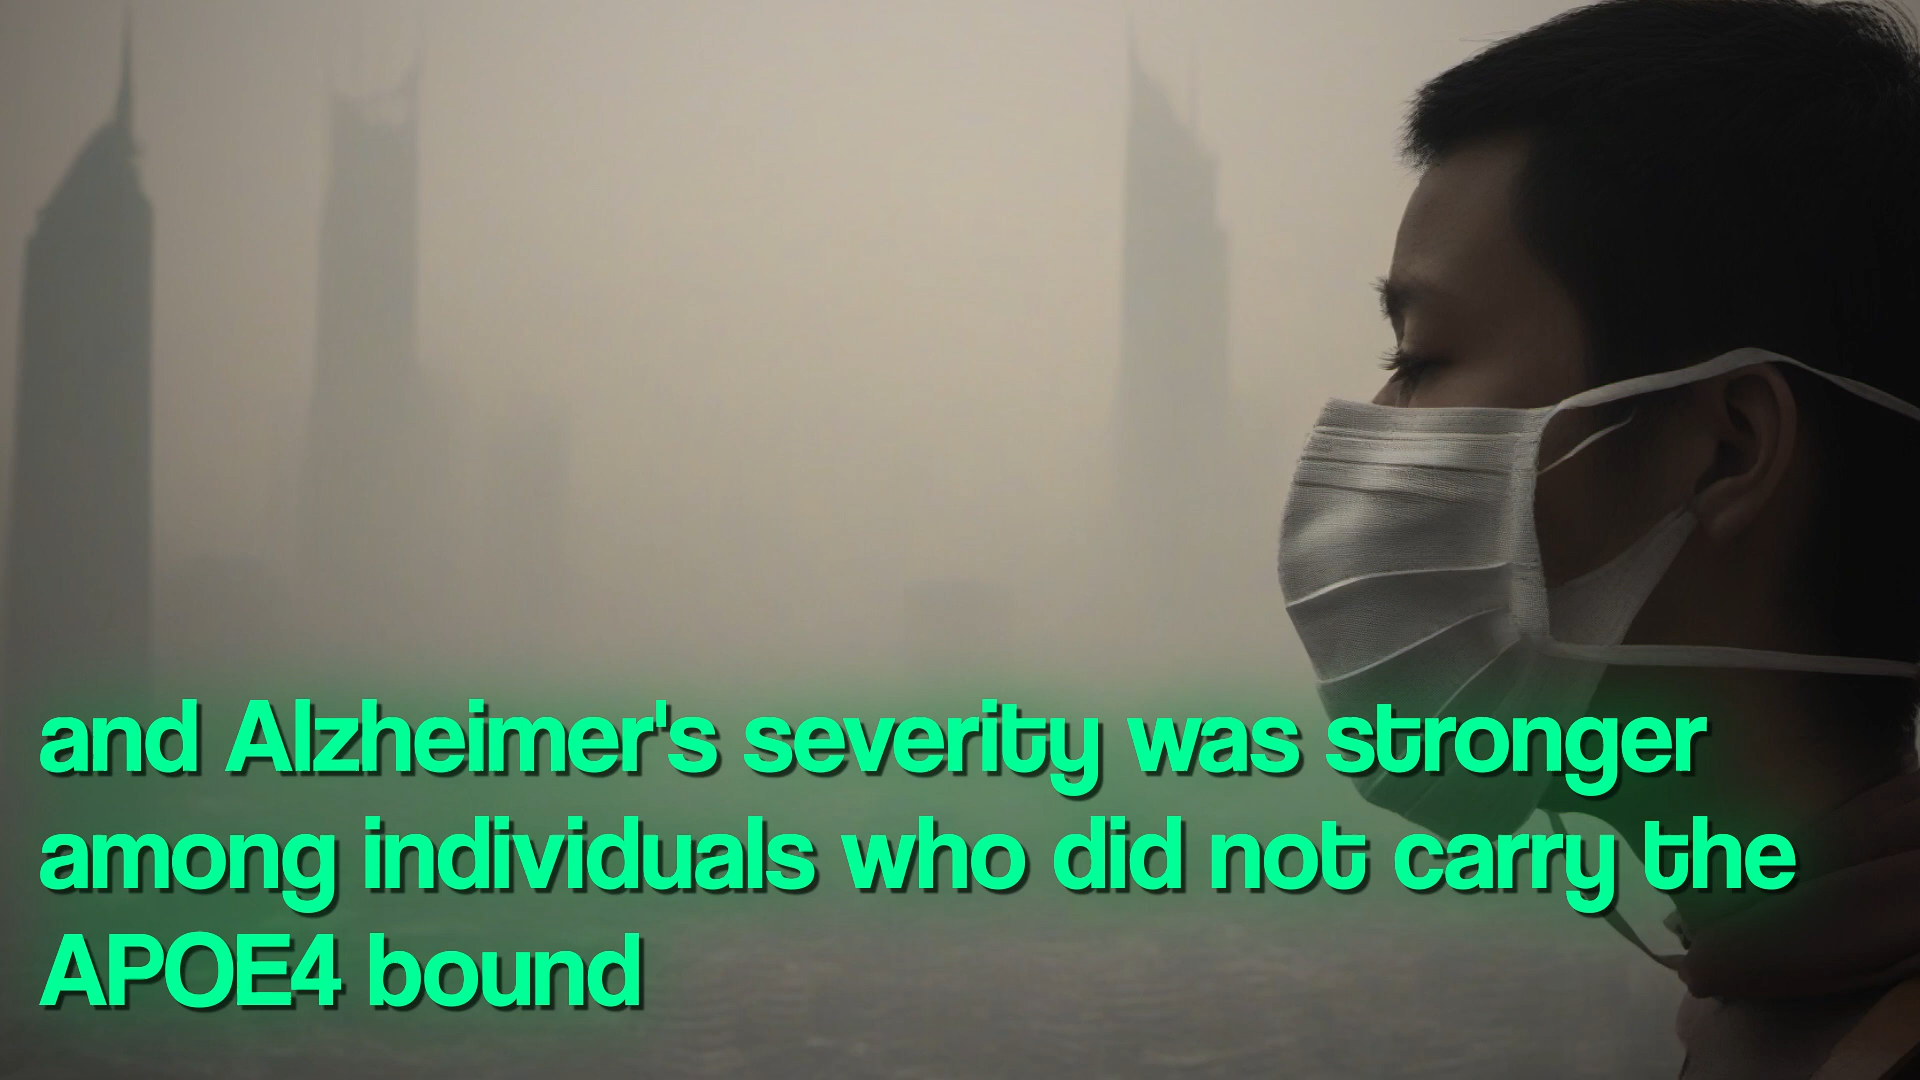 and Alzheimer's severity was stronger
among individuals who did not carry the
APOE4 bound